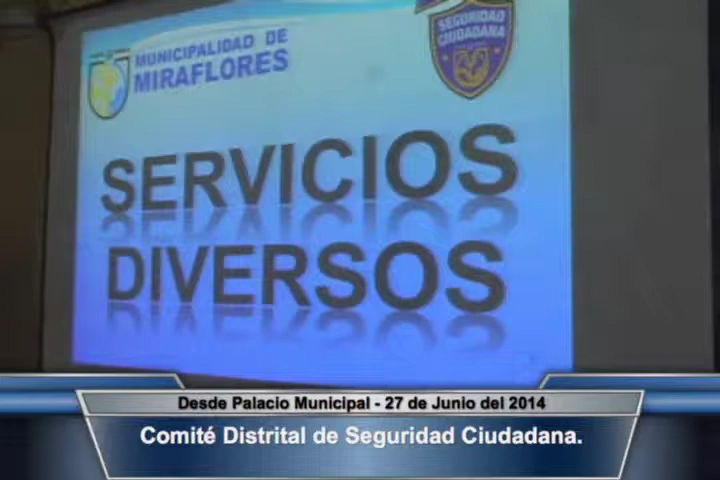 MUNICIPALIDAD DE
MIRAFLORES
SEGURIDAD
CIUDADANA
SERVICIOS
DIVERSOS
Desde Palacio Municipal - 27 de Junio del 2014
Comité Distrital de Seguridad Ciudadana.